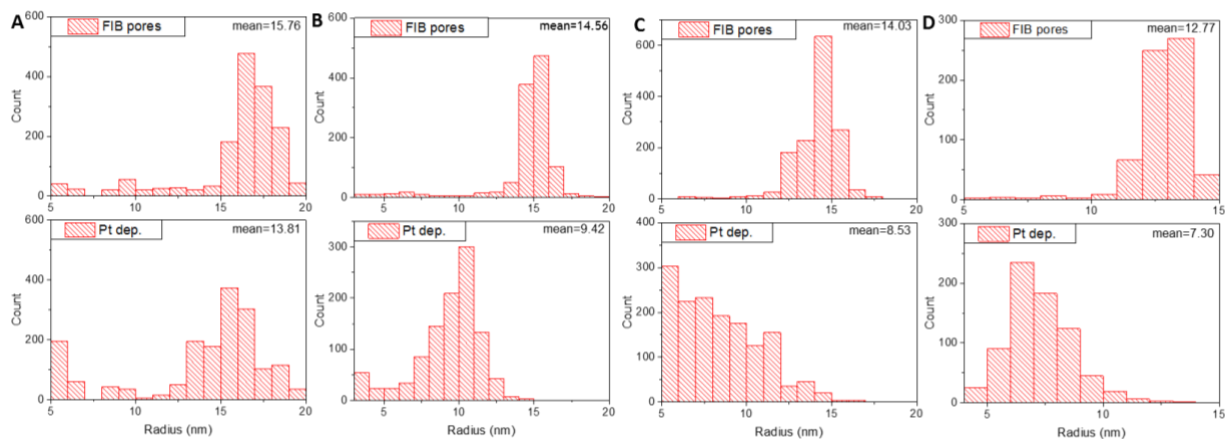 A
FIB pores
mean=15.76
600
400
200
0
Count
5
10
15
20
Pt dep.
mean=13.81
600
400
200
0
Count
5
10
15
20
Radius (nm)
B
FIB pores
mean=14.56
600
400
200
0
Count
5
10
15
20
Pt dep.
mean=9.42
300
200
100
0
Count
5
10
15
20
Radius (nm)
C
FIB pores
mean=14.03
600
400
200
0
Count
5
10
15
20
Pt dep.
mean=8.53
400
300
200
100
0
Count
5
10
15
20
Radius (nm)
D
FIB pores
mean=12.77
300
200
100
0
Count
5
10
15
Pt dep.
mean=7.30
300
200
100
0
Count
5
10
15
Radius (nm)